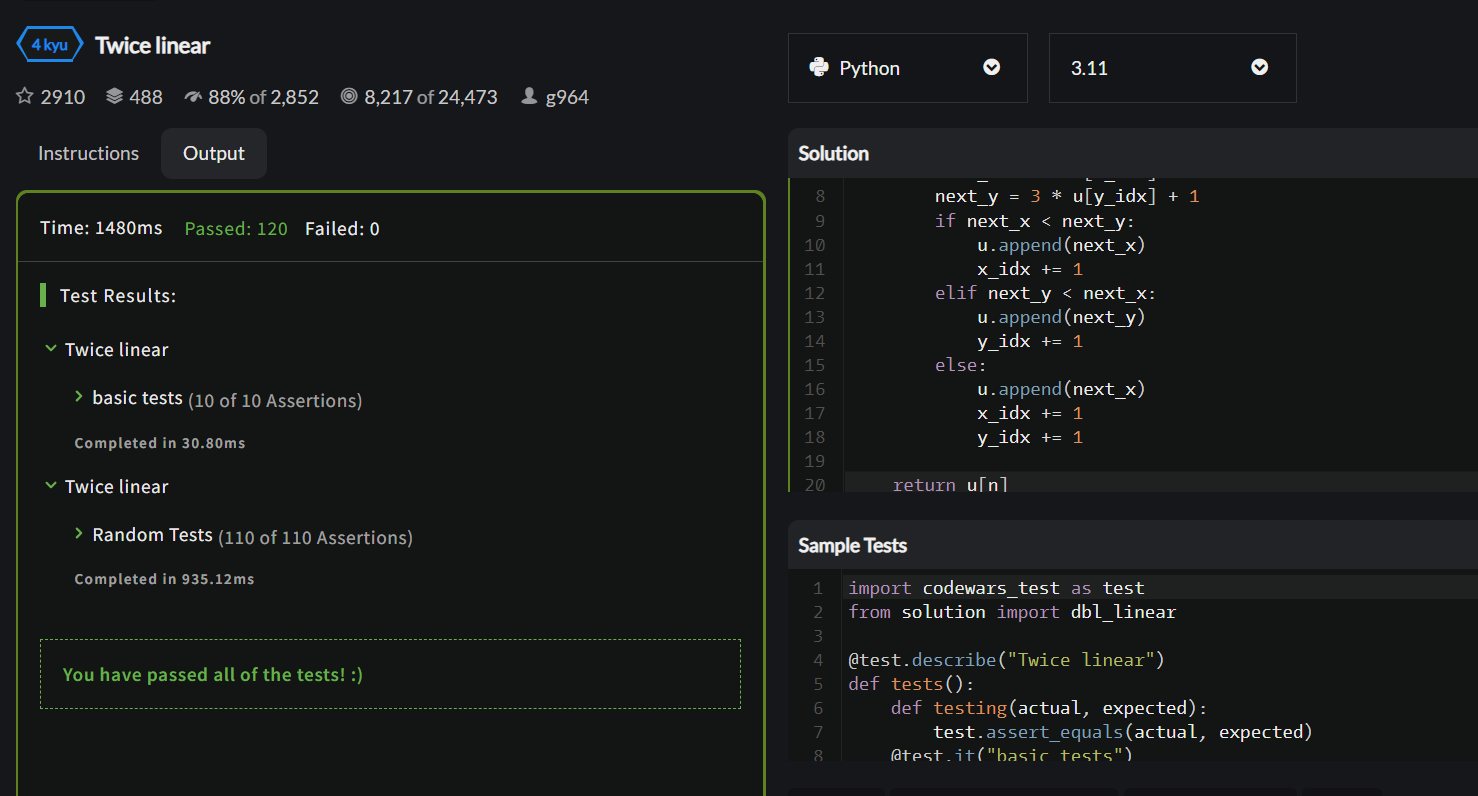 4 kyu Twice linear
2910 488 88% of 2,852 8,217 of 24,473 g964
Instructions Output
Time: 1480ms Passed: 120 Failed: 0
Test Results:
Twice linear
basic tests (10 of 10 Assertions)
Completed in 30.80ms
Twice linear
Random Tests (110 of 110 Assertions)
Completed in 935.12ms
You have passed all of the tests! :)
Python 3.11
Solution
8 next_y = 3 * u[y_idx] + 1
9 if next_x < next_y:
10 u.append(next_x)
11 x_idx += 1
12 elif next_y < next_x:
13 u.append(next_y)
14 y_idx += 1
15 else:
16 u.append(next_x)
17 x_idx += 1
18 y_idx += 1
19
20 return u[n]
Sample Tests
1 import codewars_test as test
2 from solution import dbl_linear
3
4 @test.describe("Twice linear")
5 def tests():
6 def testing(actual, expected):
7 test.assert_equals(actual, expected)
8 @test.it("basic tests")